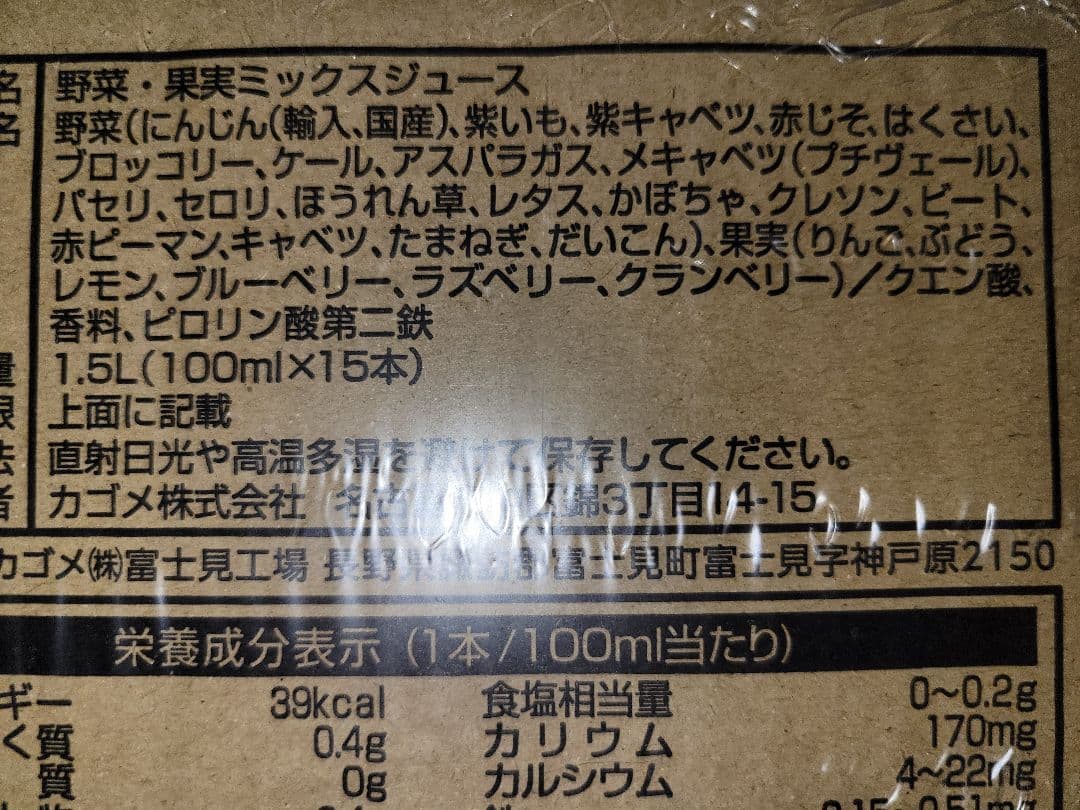 名 野菜・果実ミックスジュース
名 野菜(にんじん(輸入、国産)、紫いも、紫キャベツ、赤じそ、はくさい、
ブロッコリー、ケール、アスパラガス、メキャベツ(プチヴェール)、
パセリ、セロリ、ほうれん草、レタス、かぼちゃ、クレソン、ビート、
赤ピーマン、キャベツ、たまねぎ、だいこん)、果実(りんご、ぶどう、
レモン、ブルーベリー、ラズベリー、クランベリー)/クエン酸、
香料、ピロリン酸第二鉄
量 1.5L(100ml×15本)
限 上面に記載
法 直射日光や高温多湿を避けて保存してください。
者 カゴメ株式会社 名古 区錦3丁目14-15
カゴメ㈱富士見工場 長野県 郡富士見町富士見字神戸原2150
栄養成分表示 (1本/100ml当たり)
ギー 39kcal 食塩相当量 0~0.2g
く質 0.4g カリウム 170mg
質 0g カルシウム 4~22mg